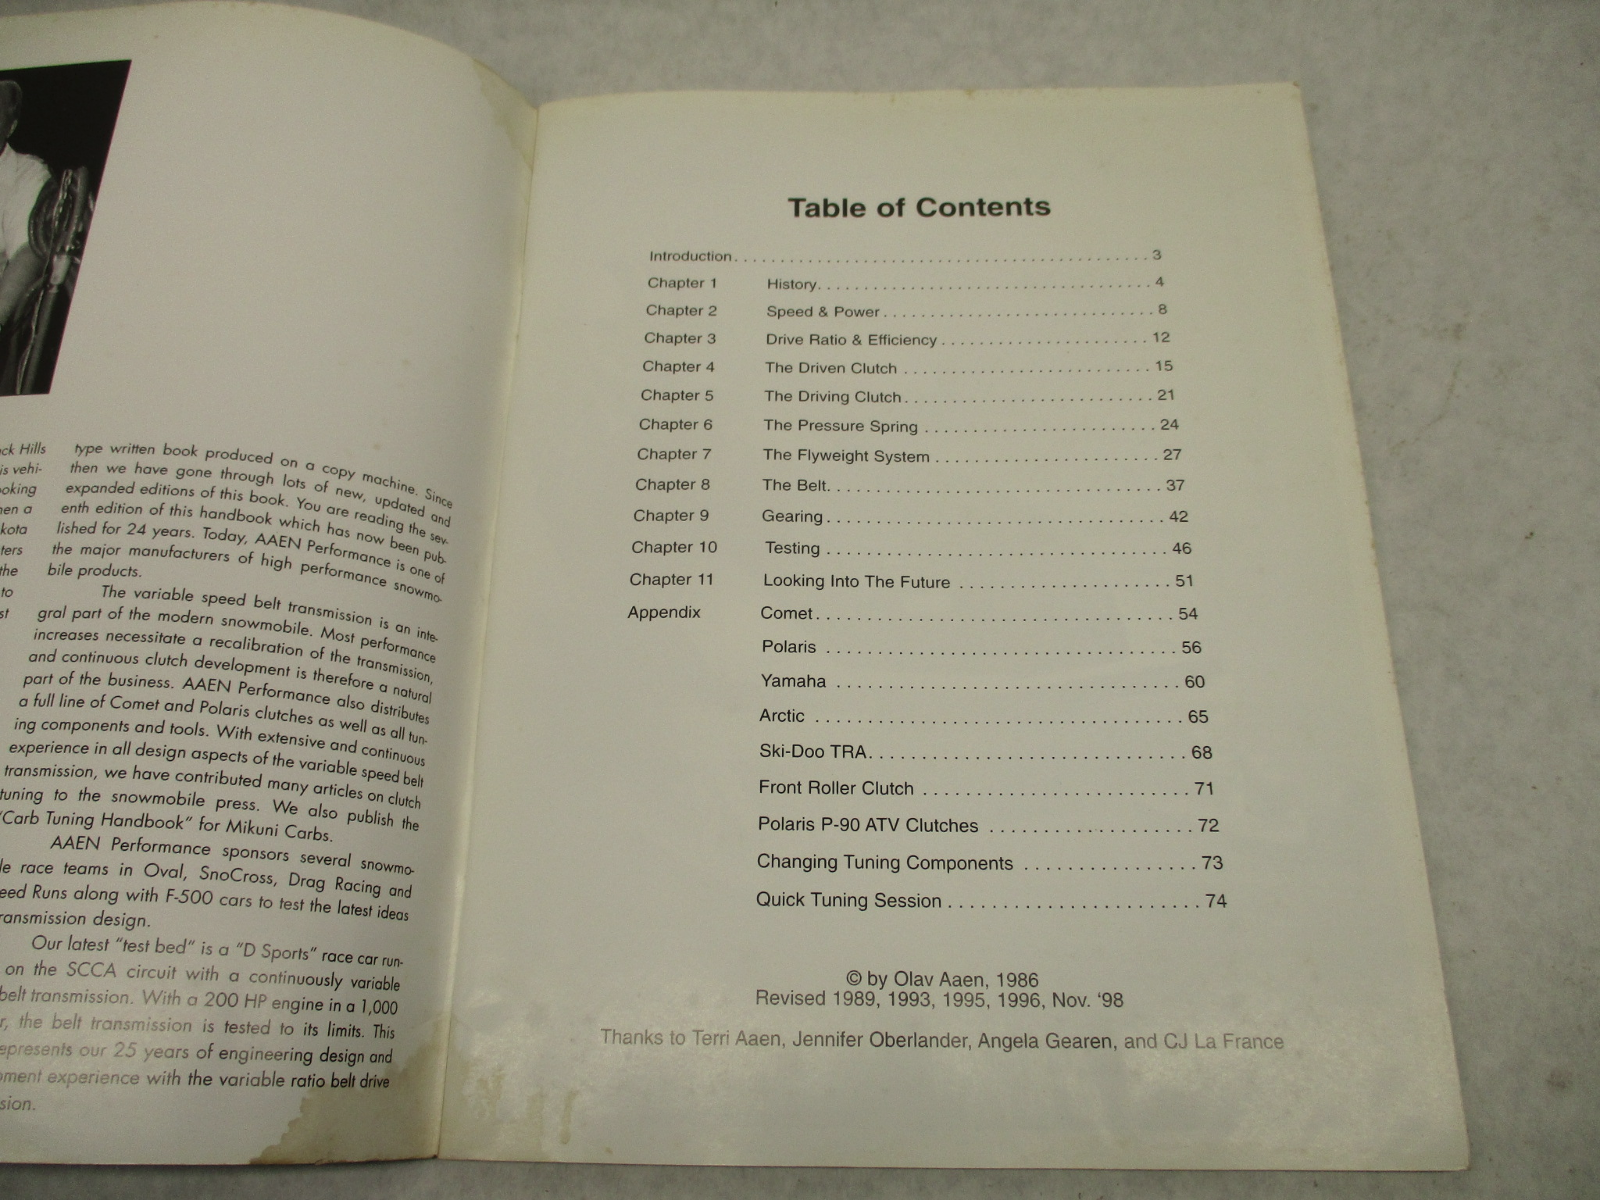 ck Hills
is vehi-
ooking
en a
kota
ters
the
to
st
type written book produced on a copy machine. Since
then we have gone through lots of new, updated and
expanded editions of this book. You are reading the sev-
enth edition of this handbook which has now been pub-
lished for 24 years. Today, AAEN Performance is one of
the major manufacturers of high performance snowmo-
bile products.
The variable speed belt transmission is an inte-
gral part of the modern snowmobile. Most performance
increases necessitate a recalibration of the transmission,
and continuous clutch development is therefore a natural
part of the business. AAEN Performance also distributes
a full line of Comet and Polaris clutches as well as all tun-
ing components and tools. With extensive and continuous
experience in all design aspects of the variable speed belt
transmission, we have contributed many articles on clutch
tuning to the snowmobile press. We also publish the
"Carb Tuning Handbook" for Mikuni Carbs.
AAEN Performance sponsors several snowmo-
le race teams in Oval, SnoCross, Drag Racing and
eed Runs along with F-500 cars to test the latest ideas
ransmission design.
Our latest "test bed" is a "D Sports" race car run-
on the SCCA circuit with a continuously variable
belt transmission. With a 200 HP engine in a 1,000
r, the belt transmission is tested to its limits. This
epresents our 25 years of engineering design and
ment experience with the variable ratio belt drive
sion.
Table of Contents
Introduction. . . . . . . . . . . . . . . . . . . . 3
Chapter 1 History. . . . . . . . . . . . . . . . . . . . 4
Chapter 2 Speed & Power . . . . . . . . . . . . . . . . . . . . 8
Chapter 3 Drive Ratio & Efficiency . . . . . . . . . . . . . . . . . . . . 12
Chapter 4 The Driven Clutch . . . . . . . . . . . . . . . . . . . . 15
Chapter 5 The Driving Clutch . . . . . . . . . . . . . . . . . . . . 21
Chapter 6 The Pressure Spring . . . . . . . . . . . . . . . . . . . . 24
Chapter 7 The Flyweight System . . . . . . . . . . . . . . . . . . . . 27
Chapter 8 The Belt. . . . . . . . . . . . . . . . . . . . 37
Chapter 9 Gearing . . . . . . . . . . . . . . . . . . . . 42
Chapter 10 Testing . . . . . . . . . . . . . . . . . . . . 46
Chapter 11 Looking Into The Future . . . . . . . . . . . . . . . . . . . . 51
Appendix Comet . . . . . . . . . . . . . . . . . . . . 54
Polaris . . . . . . . . . . . . . . . . . . . . 56
Yamaha . . . . . . . . . . . . . . . . . . . . 60
Arctic . . . . . . . . . . . . . . . . . . . . 65
Ski-Doo TRA. . . . . . . . . . . . . . . . . . . . 68
Front Roller Clutch . . . . . . . . . . . . . . . . . . . . 71
Polaris P-90 ATV Clutches . . . . . . . . . . . . . . . . . . . . 72
Changing Tuning Components . . . . . . . . . . . . . . . . . 73
Quick Tuning Session . . . . . . . . . . . . . . . . . . . . 74
© by Olav Aaen, 1986
Revised 1989, 1993, 1995, 1996, Nov. '98
Thanks to Terri Aaen, Jennifer Oberlander, Angela Gearen, and CJ La France